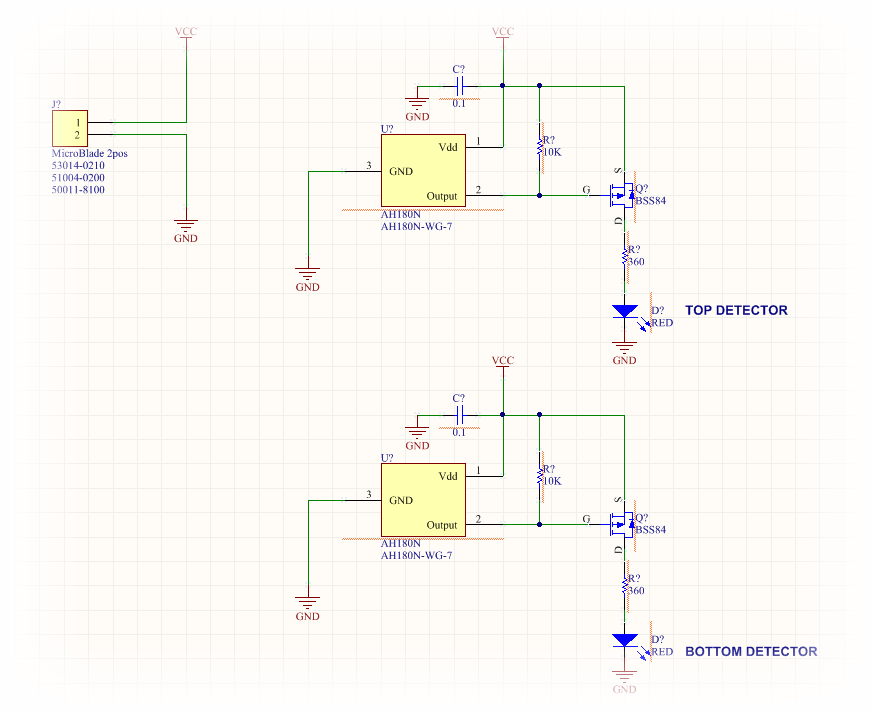 VCC
J?
1
2
MicroBlade 2pos
53014-0210
51004-0200
50011-8100
GND
VCC
C?
0.1
GND
U?
Vdd
1
3
GND
Output
2
AH180N
AH180N-WG-7
GND
R?
10K
G
S
D
Q?
BSS84
R?
360
D?
RED
GND
TOP DETECTOR
VCC
C?
0.1
GND
U?
Vdd
1
3
GND
Output
2
AH180N
AH180N-WG-7
GND
R?
10K
G
S
D
Q?
BSS84
R?
360
D?
RED
GND
BOTTOM DETECTOR